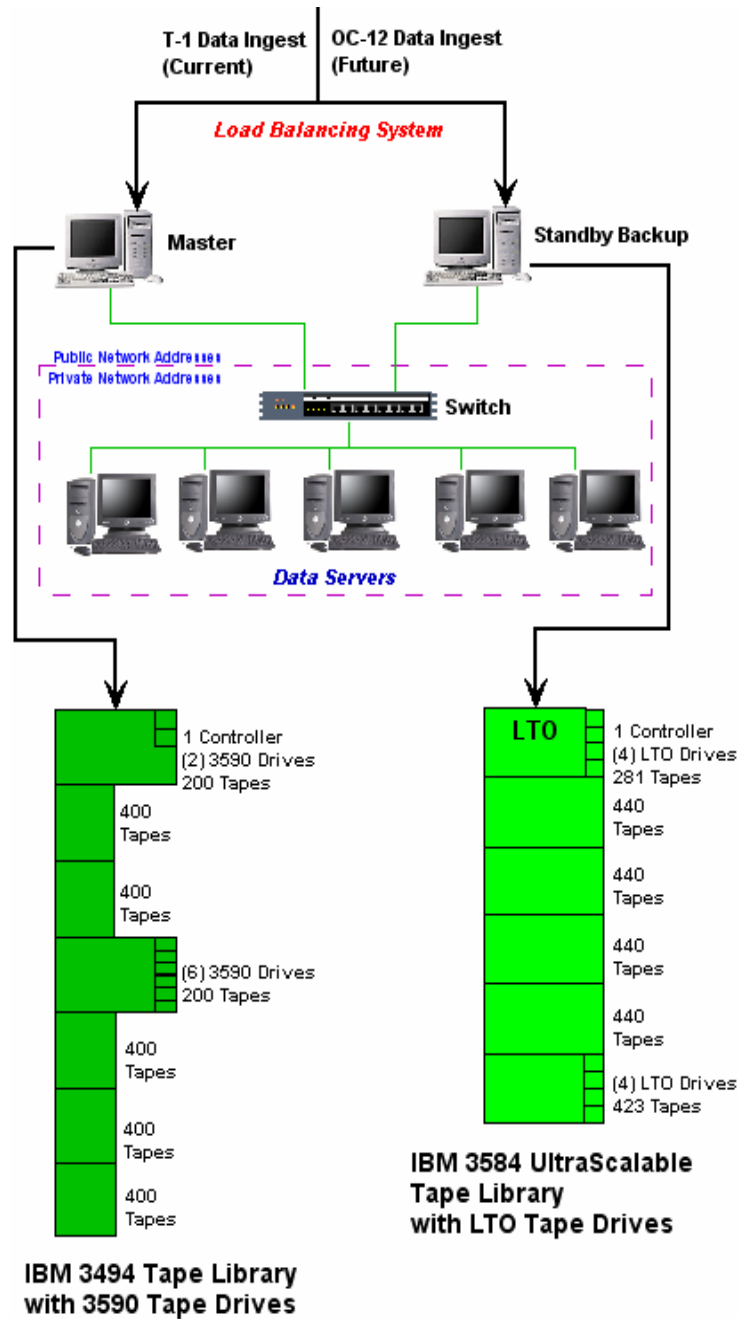 T-1 Data Ingest
(Current)
OC-12 Data Ingest
(Future)
Load Balancing System
Master
Standby Backup
Public Network Addresses
Private Network Addresses
Switch
Data Servers
1 Controller
(2) 3590 Drives
200 Tapes
400
Tapes
400
Tapes
(6) 3590 Drives
200 Tapes
400
Tapes
400
Tapes
400
Tapes
IBM 3494 Tape Library
with 3590 Tape Drives
LTO
1 Controller
(4) LTO Drives
281 Tapes
440
Tapes
440
Tapes
440
Tapes
440
Tapes
(4) LTO Drives
423 Tapes
IBM 3584 UltraScalable
Tape Library
with LTO Tape Drives